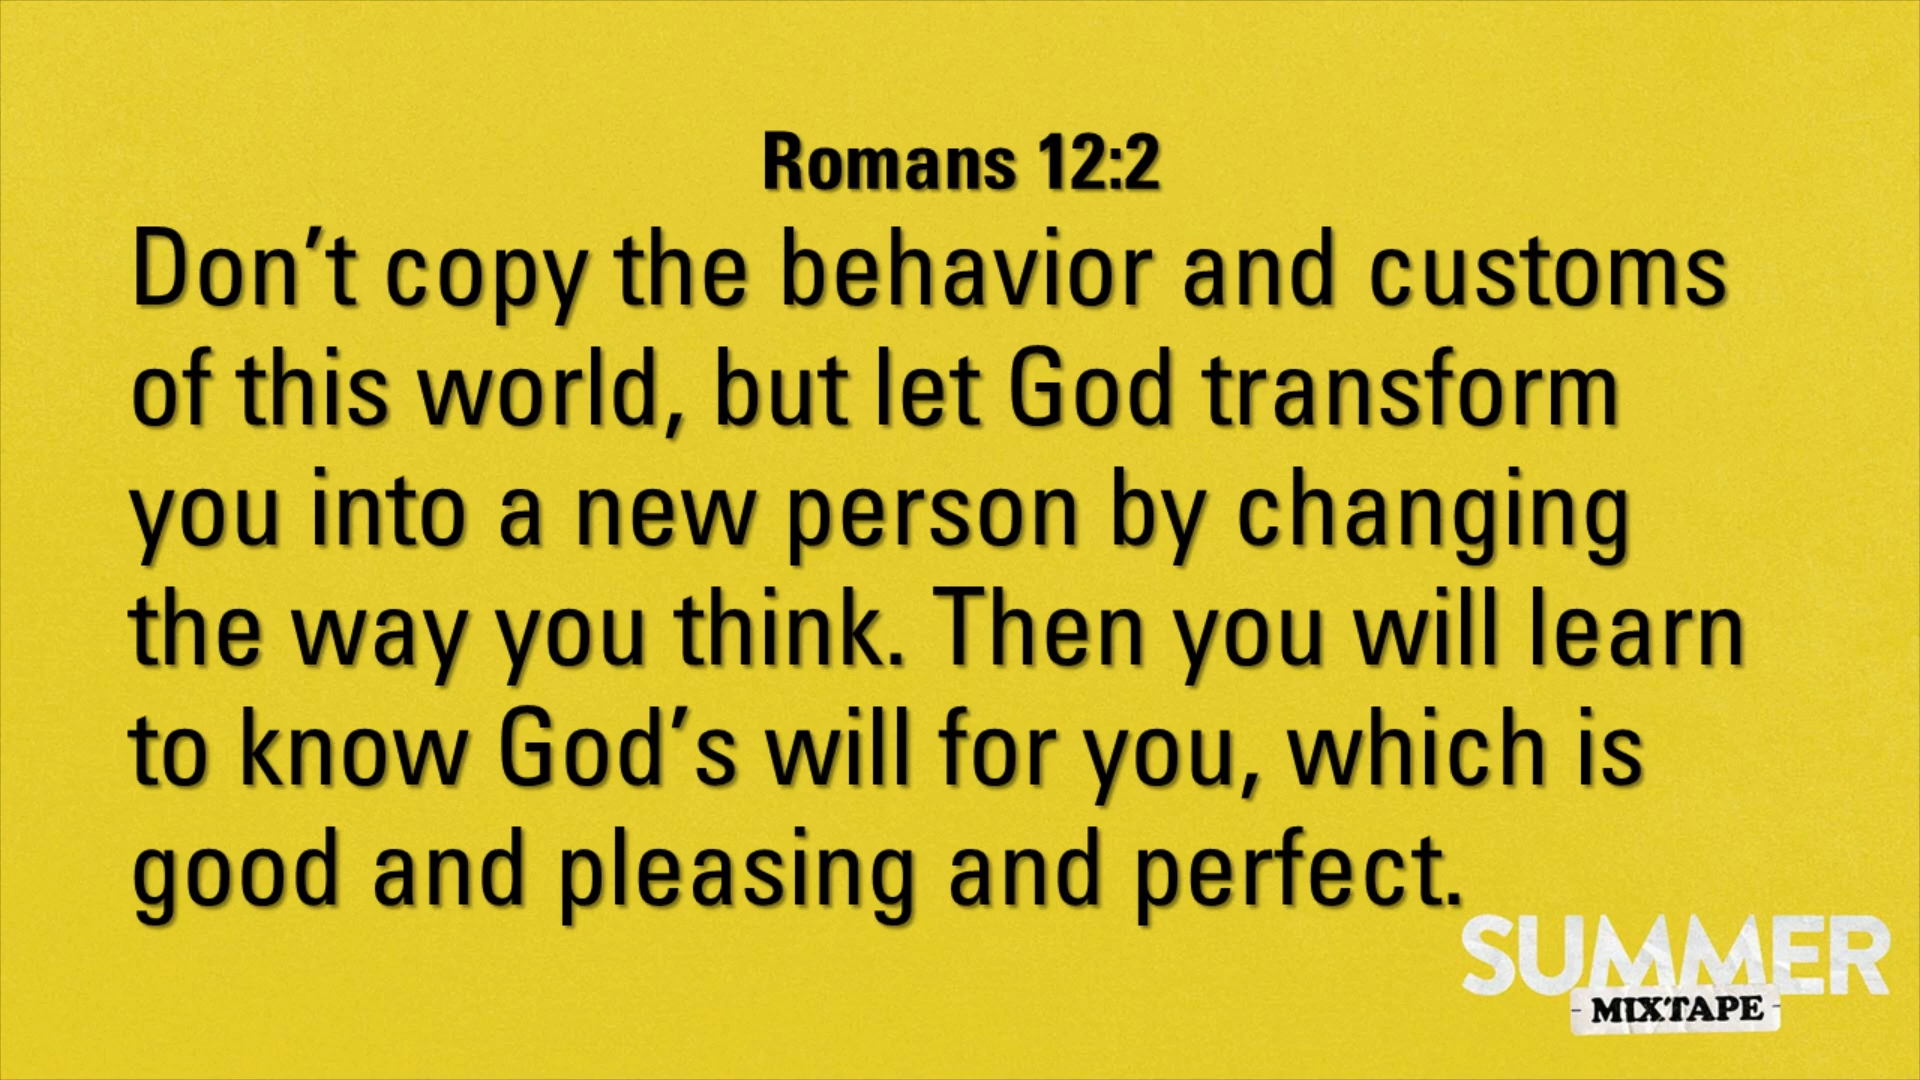 Romans 12:2
Don’t copy the behavior and customs
of this world, but let God transform
you into a new person by changing
the way you think. Then you will learn
to know God’s will for you, which is
good and pleasing and perfect.
SUMMER
- MIXTAPE -